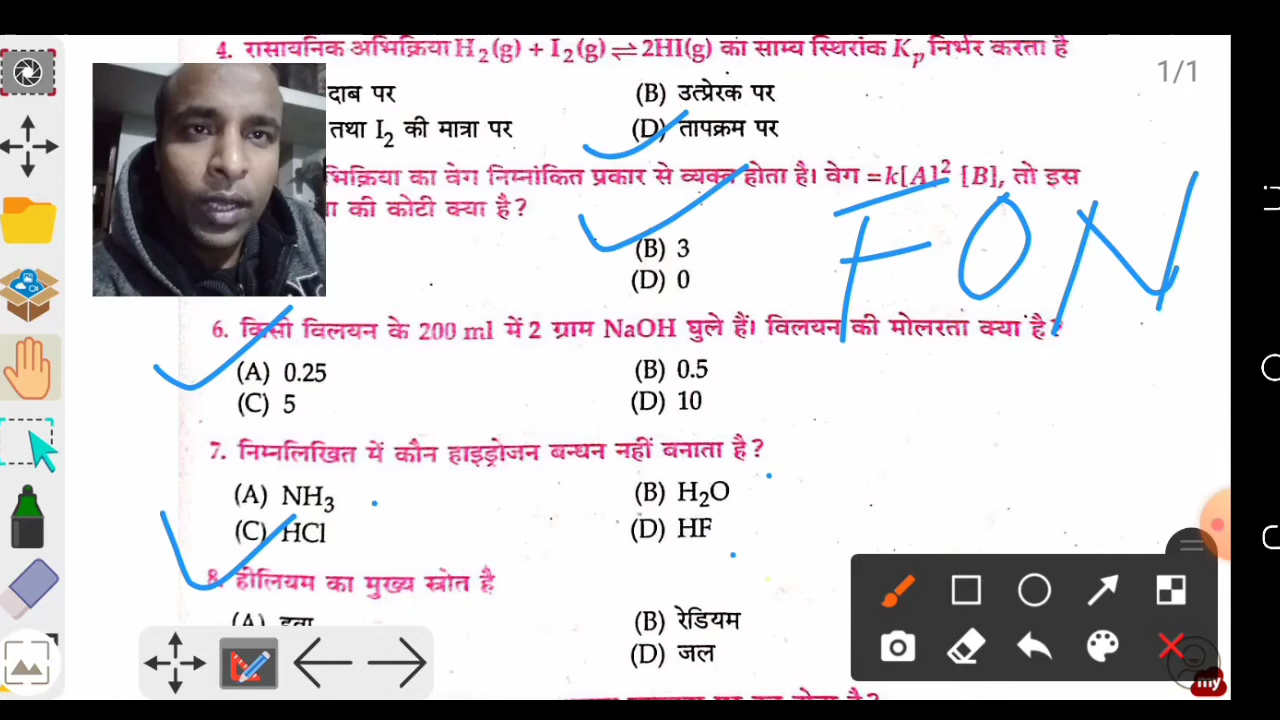 4. रासायनिक अभिक्रिया H₂(g) + I₂(g) ⇌ 2HI(g) का साम्य स्थिरांक Kₚ निर्भर करता है
1/1
दाब पर
(B) उत्प्रेरक पर
तथा I₂ की मात्रा पर
(D) तापक्रम पर
भिक्रिया का वेग निम्नांकित प्रकार से व्यक्त होता है। वेग = k[A]² [B], तो इस
की कोटी क्या है?
FON
(B) 3
(D) 0
6. किसी विलयन के 200 ml में 2 ग्राम NaOH घुले हैं। विलयन की मोलरता क्या है?
(A) 0.25
(B) 0.5
(C) 5
(D) 10
7. निम्नलिखित में कौन हाइड्रोजन बन्धन नहीं बनाता है?
(A) NH₃
(B) H₂O
(C) HCl
(D) HF
8. हीलियम का मुख्य स्रोत है
(A) हवा
(B) रेडियम
(D) जल
my